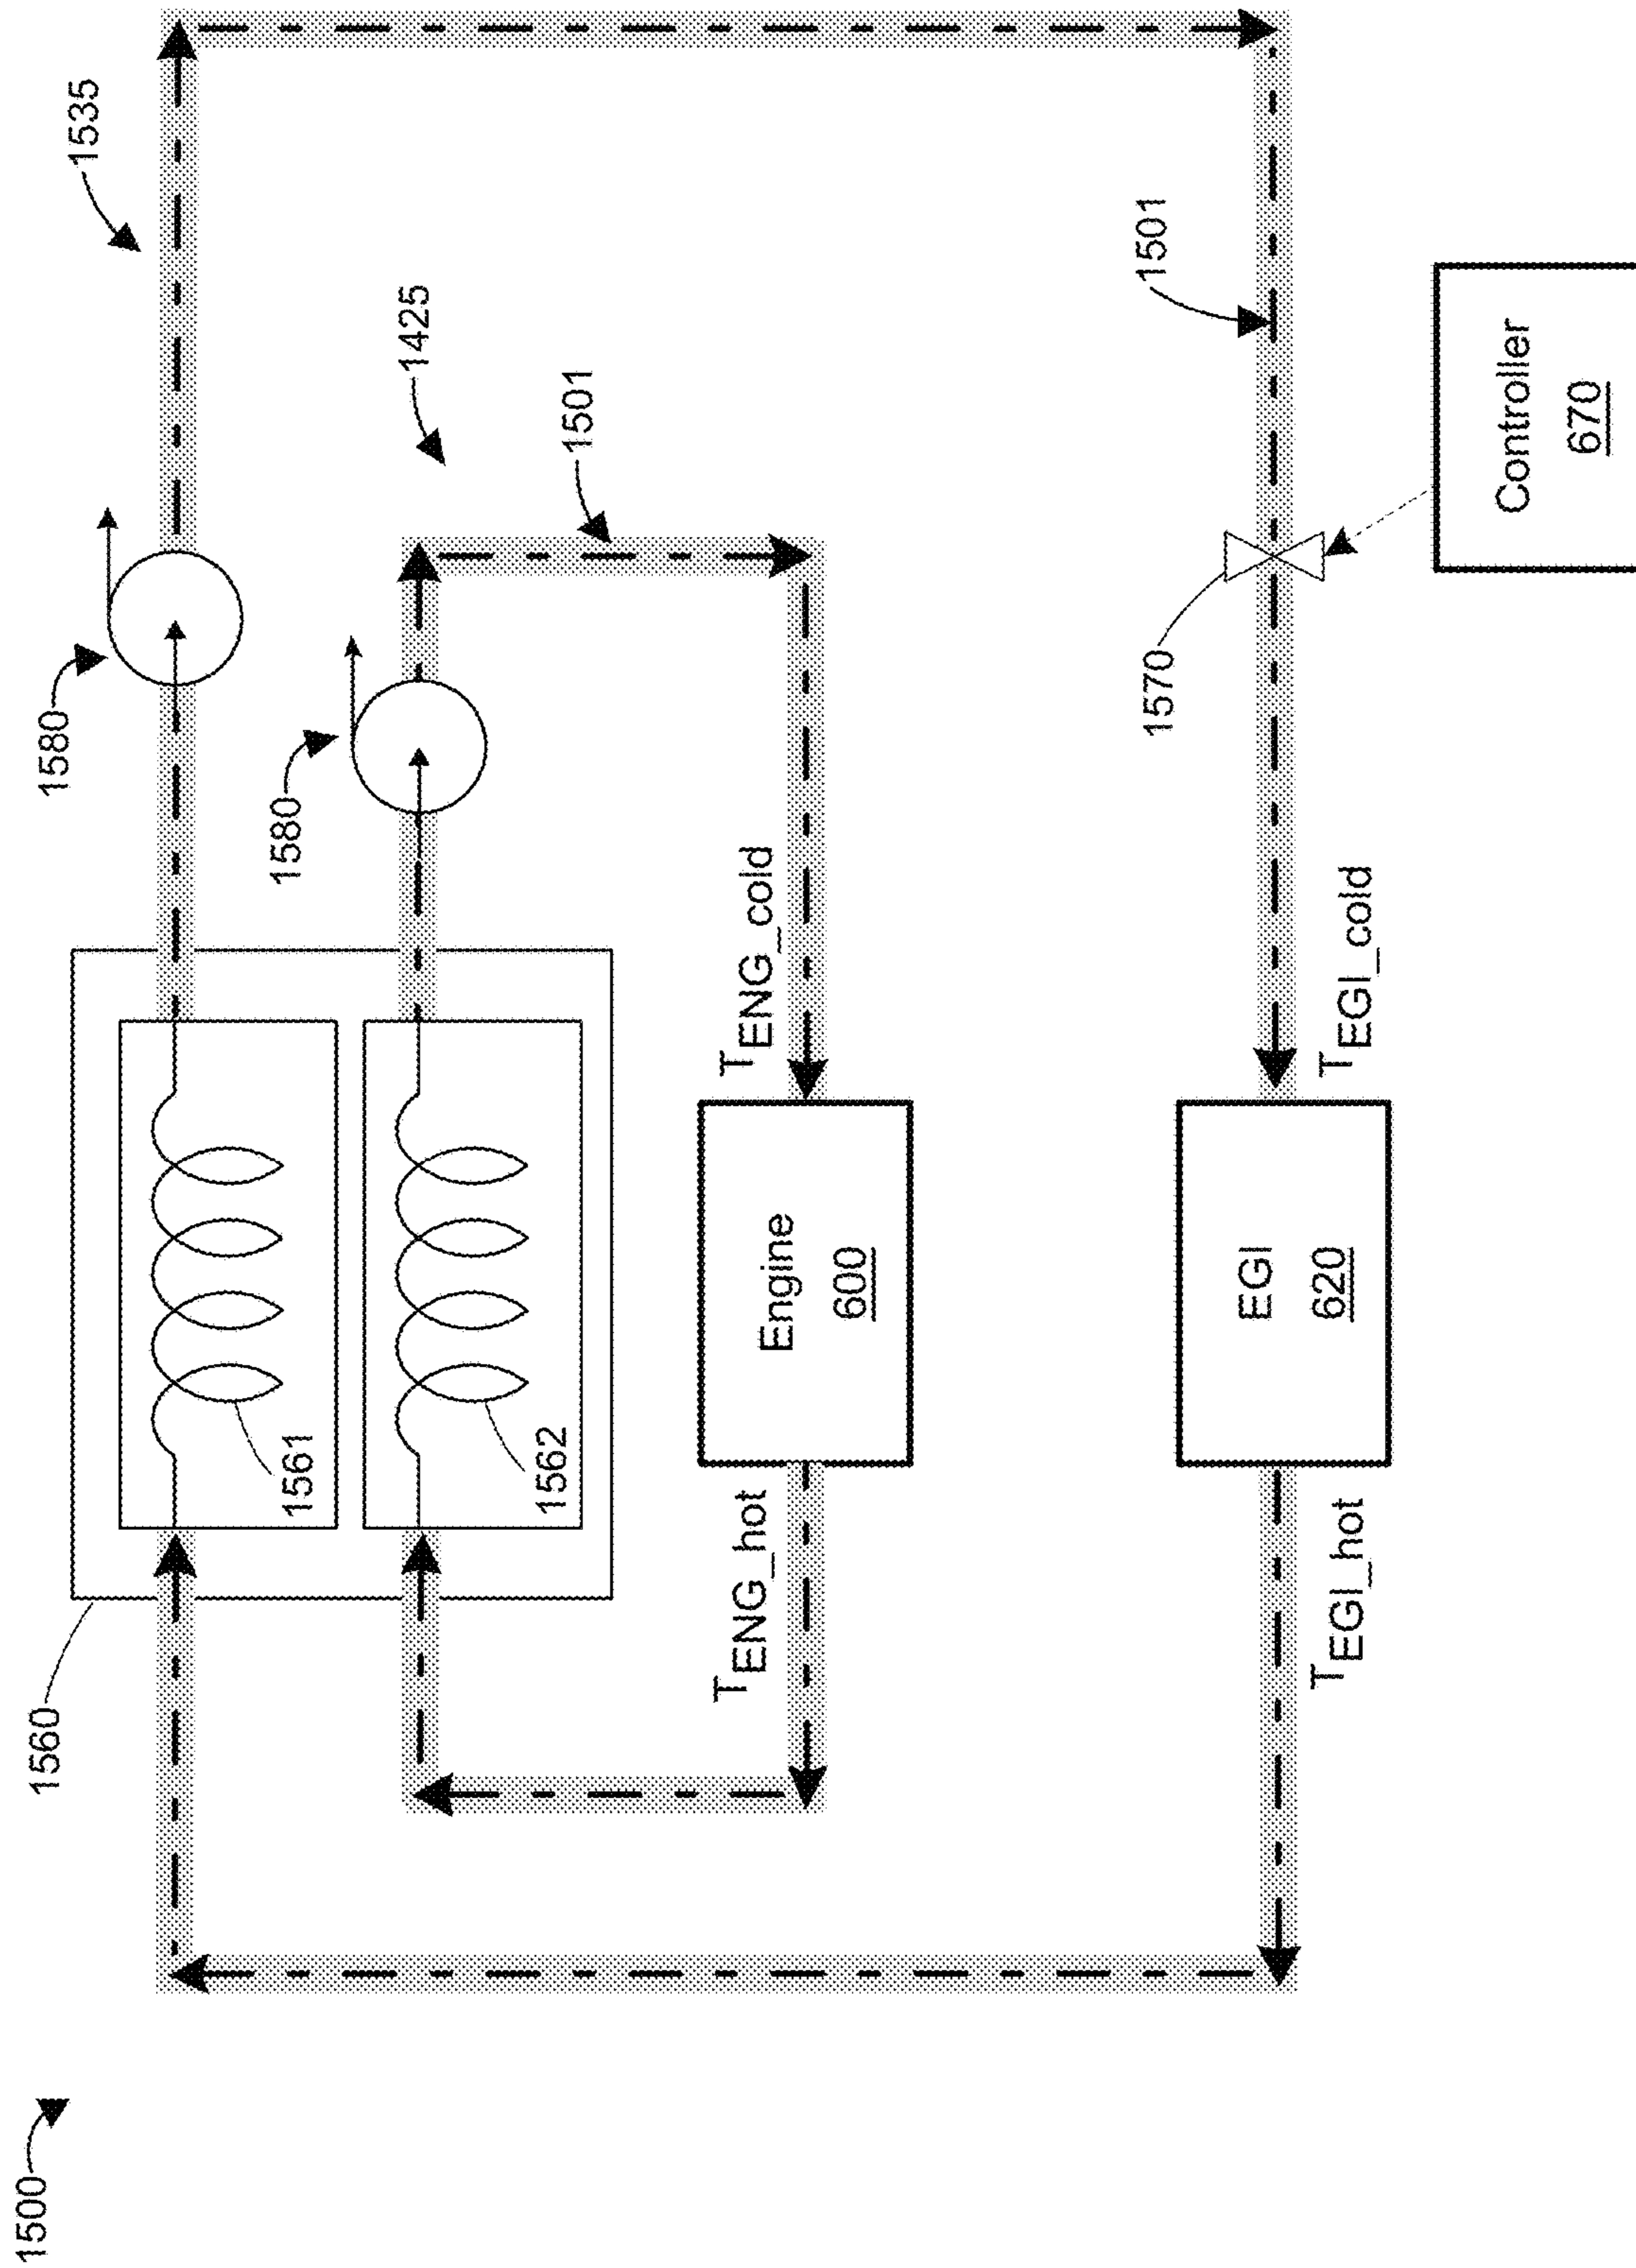 1500
1560
1580
1535
1561
1580
1425
1562
1501
T_ENG_hot
T_ENG_cold
Engine
600
1570
1501
T_EGI_hot
T_EGI_cold
EGI
620
Controller
670